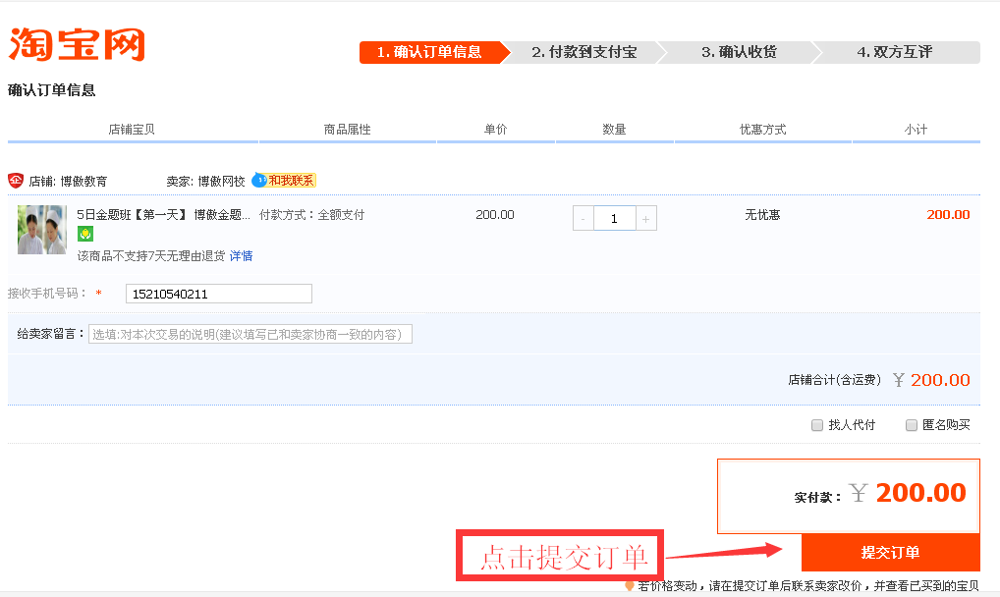 淘宝网
1. 确认订单信息 2. 付款到支付宝 3. 确认收货 4. 双方互评
确认订单信息
店铺宝贝 商品属性 单价 数量 优惠方式 小计
企 店铺: 博傲教育 卖家: 博傲网校 和我联系
5日金题班【第一天】 博傲金题... 付款方式：全额支付 200.00 - 1 + 无优惠 200.00
该商品不支持7天无理由退货 详情
接收手机号码： * 15210540211
给卖家留言： 选填:对本次交易的说明(建议填写已和卖家协商一致的内容)
店铺合计(含运费) ￥ 200.00
找人代付 匿名购买
实付款： ￥ 200.00
点击提交订单 提交订单
若价格变动，请在提交订单后联系卖家改价，并查看已买到的宝贝